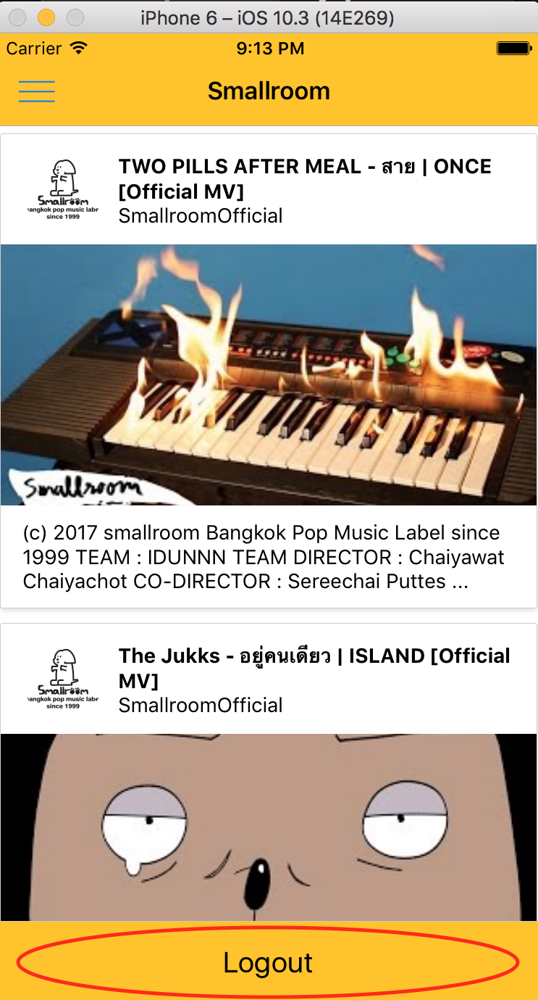 iPhone 6 – iOS 10.3 (14E269)
Carrier 9:13 PM
Smallroom
TWO PILLS AFTER MEAL - สาย | ONCE
[Official MV]
SmallroomOfficial
Smallroom
bangkok pop music labe
since 1999
Smallroom
(c) 2017 smallroom Bangkok Pop Music Label since
1999 TEAM : IDUNNN TEAM DIRECTOR : Chaiyawat
Chaiyachot CO-DIRECTOR : Sereechai Puttes ...
The Jukks - อยู่คนเดียว | ISLAND [Official
MV]
SmallroomOfficial
Smallroom
bangkok pop music labe
since 1999
Logout